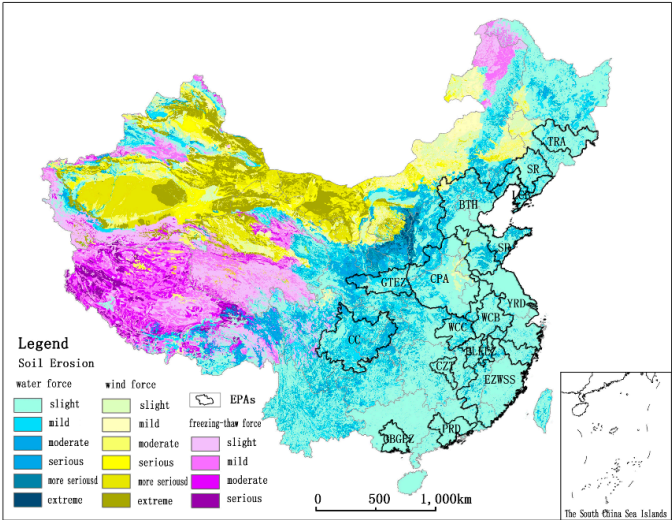 TRA
SR
BTH
SD
GTEZ
CPA
YRD
WCB
WCC
CC
CZT
EZWSS
PRD
GBGEZ
Legend
Soil Erosion
water force
wind force
EPAs
freezing-thaw force
slight
slight
slight
mild
mild
mild
moderate
moderate
moderate
serious
serious
serious
more seriousd
more seriousd
extreme
extreme
0 500 1,000km
The South China Sea Islands